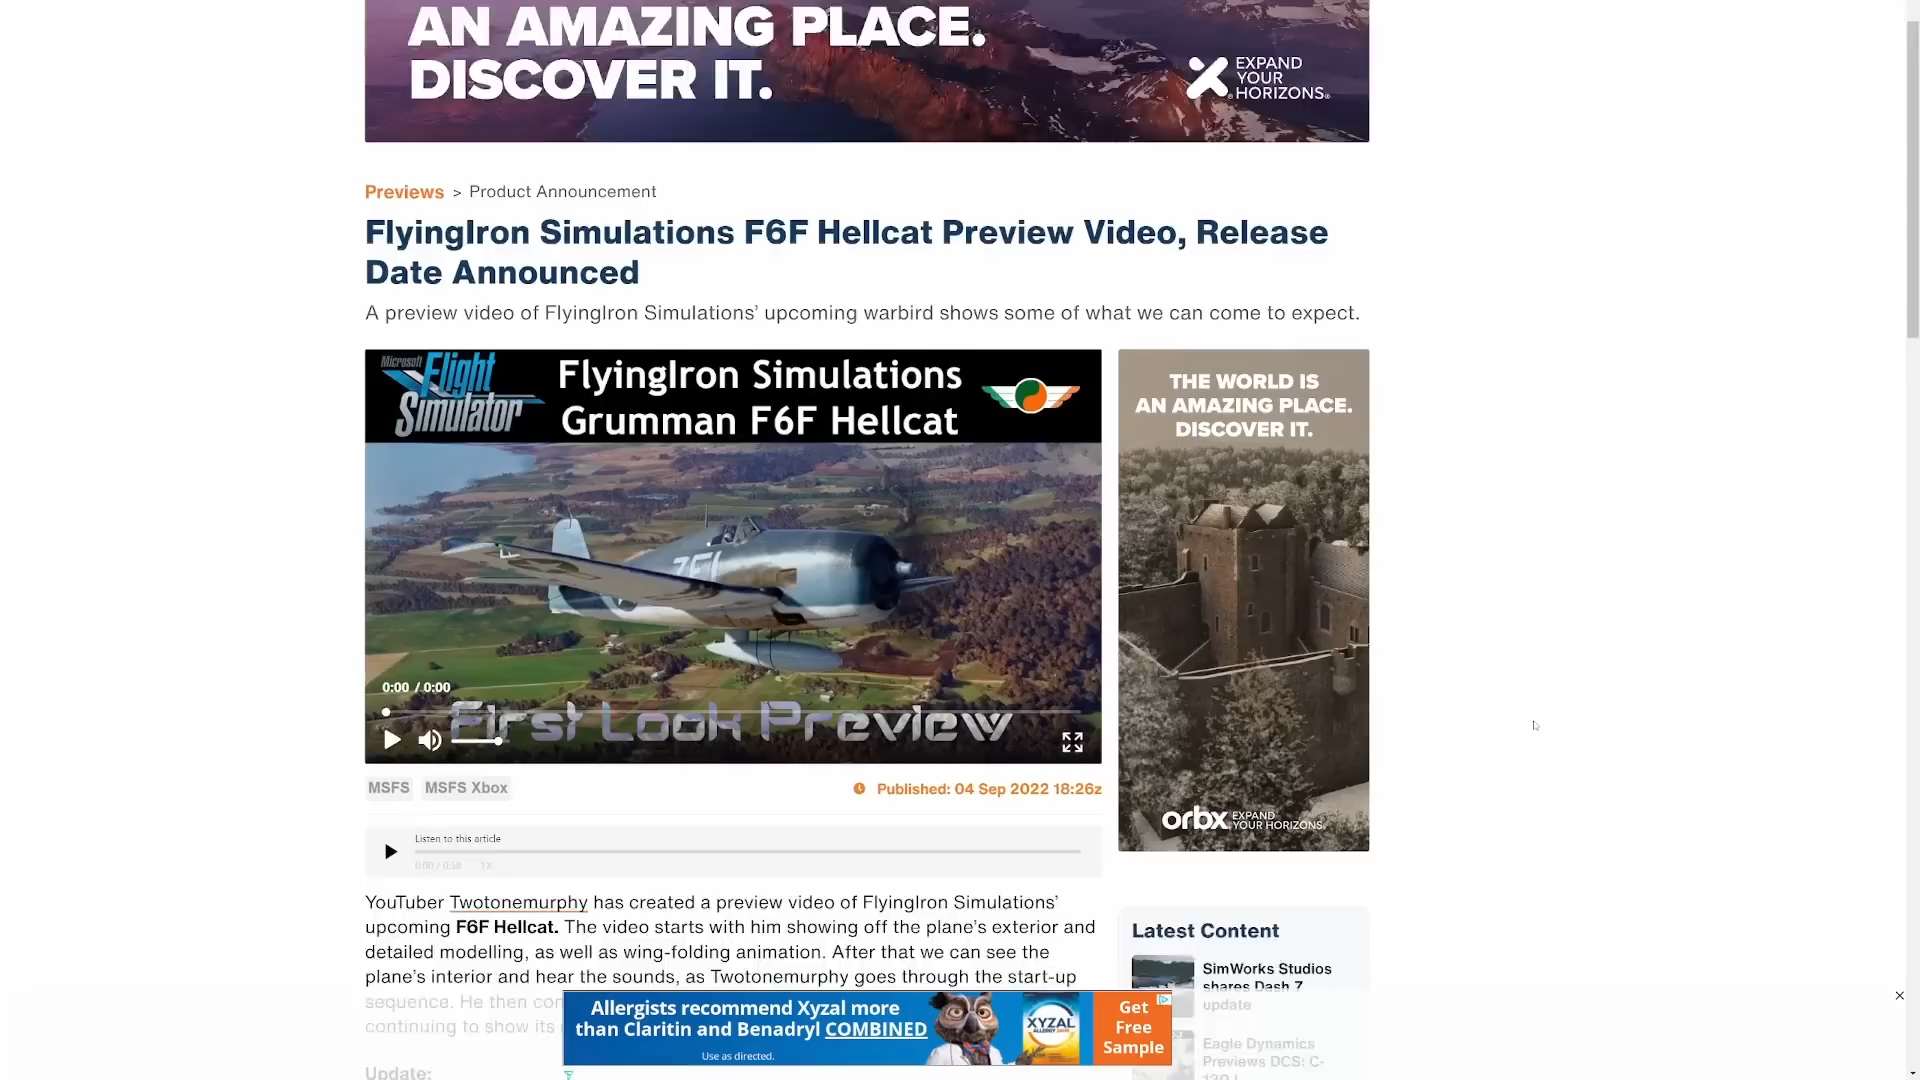 AN AMAZING PLACE.
DISCOVER IT.
EXPAND
YOUR
HORIZONS.
Previews > Product Announcement
FlyingIron Simulations F6F Hellcat Preview Video, Release
Date Announced
A preview video of FlyingIron Simulations’ upcoming warbird shows some of what we can come to expect.
Microsoft
Flight
Simulator
FlyingIron Simulations
Grumman F6F Hellcat
0:00 / 0:00
First Look Preview
THE WORLD IS
AN AMAZING PLACE.
DISCOVER IT.
orbx EXPAND
YOUR HORIZONS.
MSFS MSFS Xbox
Published: 04 Sep 2022 18:26z
Listen to this article
0:00 / 0:58 1X
YouTuber Twotonemurphy has created a preview video of FlyingIron Simulations’
upcoming F6F Hellcat. The video starts with him showing off the plane’s exterior and
detailed modelling, as well as wing-folding animation. After that we can see the
plane’s interior and hear the sounds, as Twotonemurphy goes through the start-up
sequence. He then
continuing to show its
Update:
Latest Content
SimWorks Studios
shares Dash 7
update
Eagle Dynamics
Previews DCS: C-
Allergists recommend Xyzal more
than Claritin and Benadryl COMBINED
Use as directed.
XYZAL
Get
Free
Sample